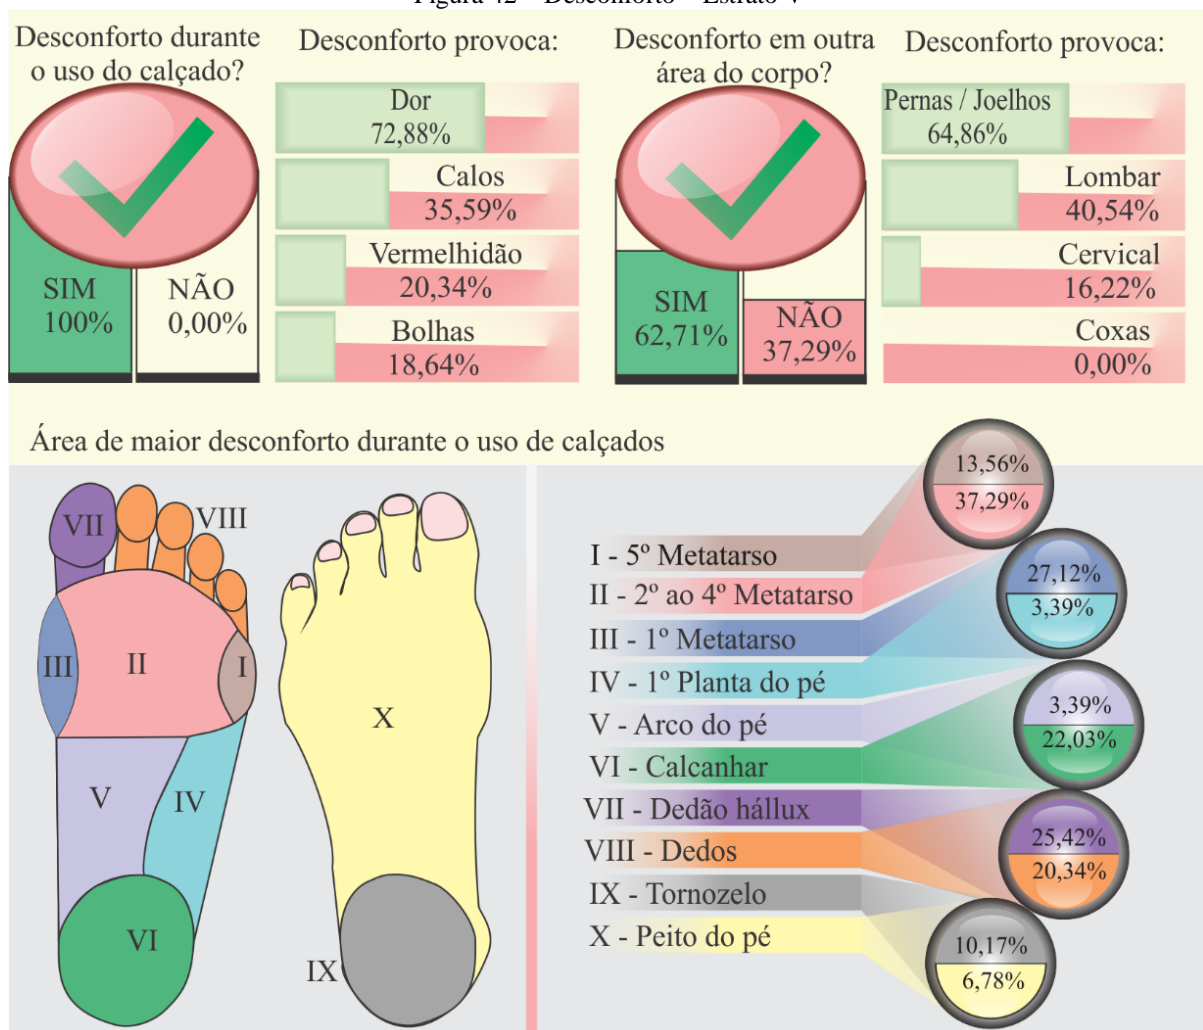 Figura 42 – Desconforto – Estrato V
Desconforto durante
o uso do calçado?
SIM
100%
NÃO
0,00%
Desconforto provoca:
Dor
72,88%
Calos
35,59%
Vermelhidão
20,34%
Bolhas
18,64%
Desconforto em outra
área do corpo?
SIM
62,71%
NÃO
37,29%
Desconforto provoca:
Pernas / Joelhos
64,86%
Lombar
40,54%
Cervical
16,22%
Coxas
0,00%
Área de maior desconforto durante o uso de calçados
VII
VIII
III
II
I
V
IV
VI
X
IX
I - 5º Metatarso
II - 2º ao 4º Metatarso
III - 1º Metatarso
IV - 1º Planta do pé
V - Arco do pé
VI - Calcanhar
VII - Dedão hállux
VIII - Dedos
IX - Tornozelo
X - Peito do pé
13,56%
37,29%
27,12%
3,39%
3,39%
22,03%
25,42%
20,34%
10,17%
6,78%